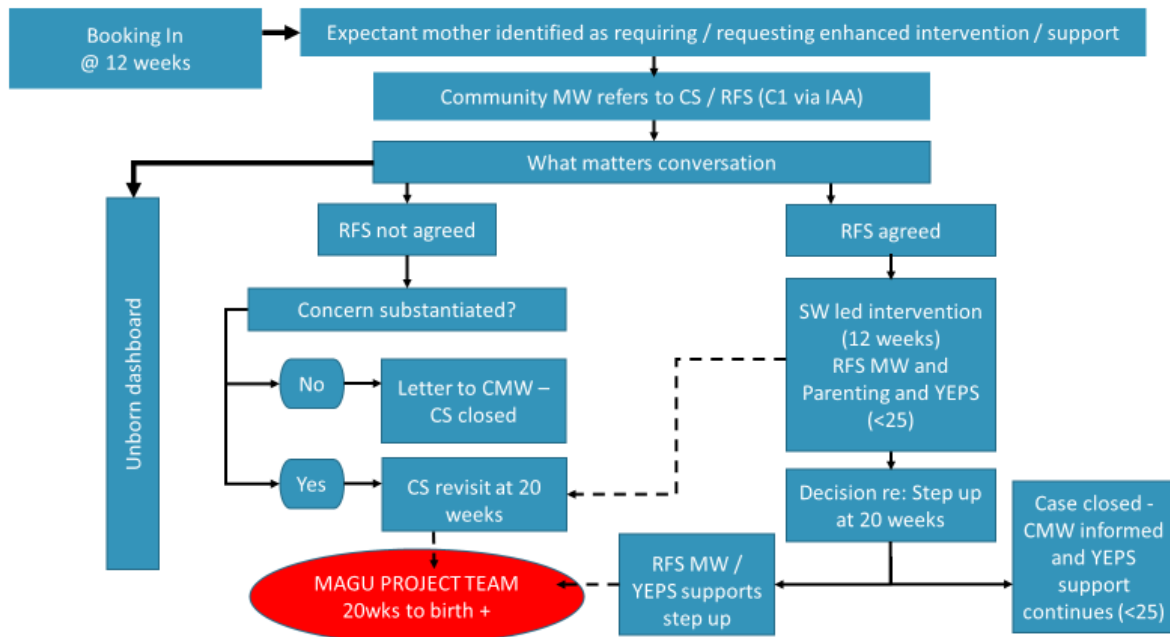 Booking In
@ 12 weeks
Expectant mother identified as requiring / requesting enhanced intervention / support
Community MW refers to CS / RFS (C1 via IAA)
What matters conversation
Unborn dashboard
RFS not agreed
RFS agreed
Concern substantiated?
SW led intervention
(12 weeks)
RFS MW and
Parenting and YEPS
(<25)
No
Letter to CMW –
CS closed
Yes
CS revisit at 20
weeks
Decision re: Step up
at 20 weeks
Case closed -
CMW informed
and YEPS
support
continues (<25)
RFS MW /
YEPS supports
step up
MAGU PROJECT TEAM
20wks to birth +